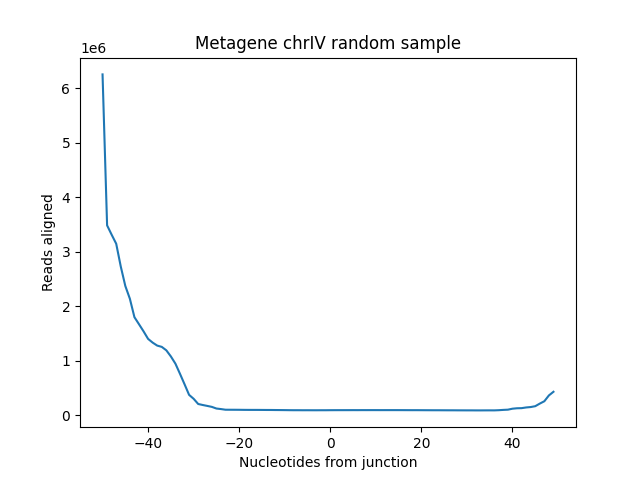 Metagene chrIV random sample
1e6
6
5
4
3
2
1
0
Reads aligned
−40 −20 0 20 40
Nucleotides from junction